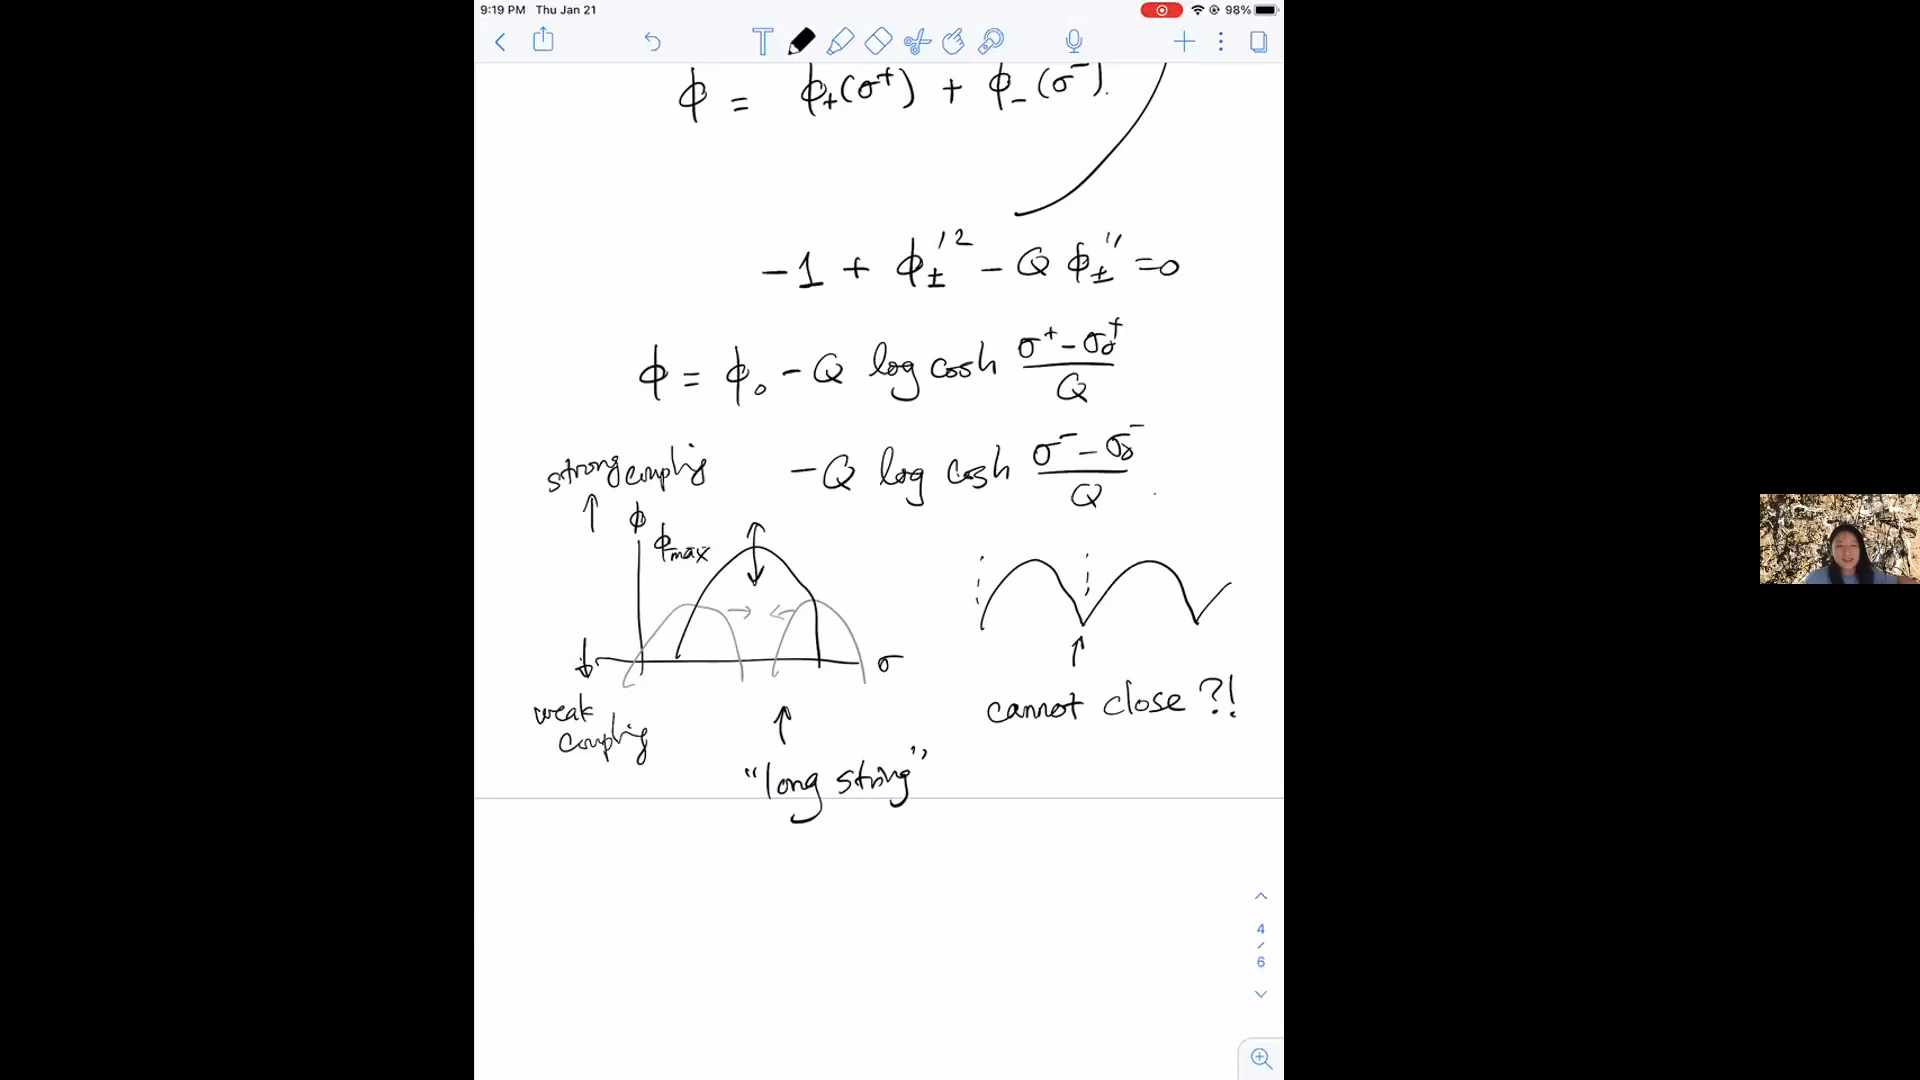 9:19 PM Thu Jan 21
98%
T
ϕ = ϕ₊(σ⁺) + ϕ₋(σ⁻).
-1 + ϕ±'² - Q ϕ±'' = 0
ϕ = ϕ₀ - Q log cosh (σ⁺ - σ₀⁺)/Q
- Q log cosh (σ⁻ - σ₀⁻)/Q
strong coupling
ϕ
ϕmax
σ
weak
coupling
"long string"
cannot close ?!
4
/
6